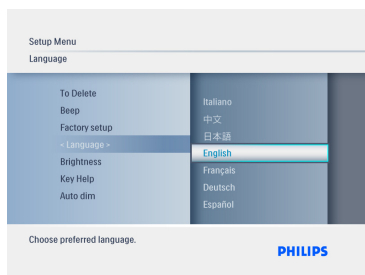 Setup Menu
Language
To Delete
Beep
Factory setup
< Language >
Brightness
Key Help
Auto dim
Italiano
中文
日本語
English
Français
Deutsch
Español
Choose preferred language.
PHILIPS